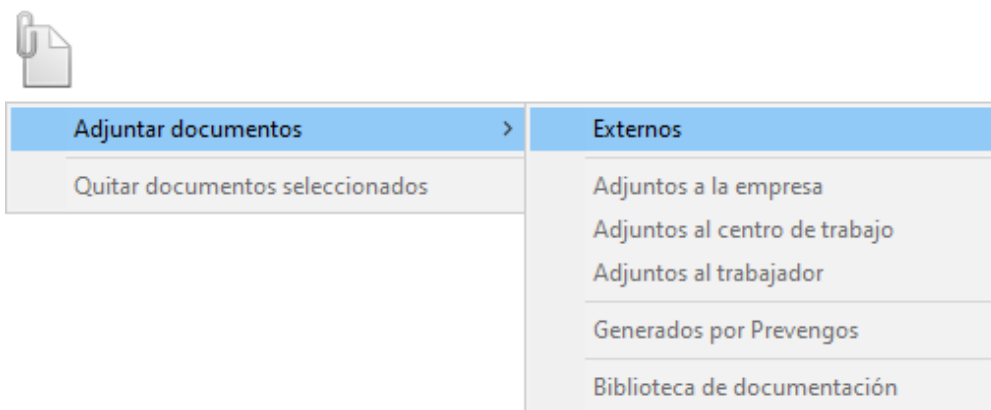 Adjuntar documentos
Quitar documentos seleccionados
Externos
Adjuntos a la empresa
Adjuntos al centro de trabajo
Adjuntos al trabajador
Generados por Prevengos
Biblioteca de documentación